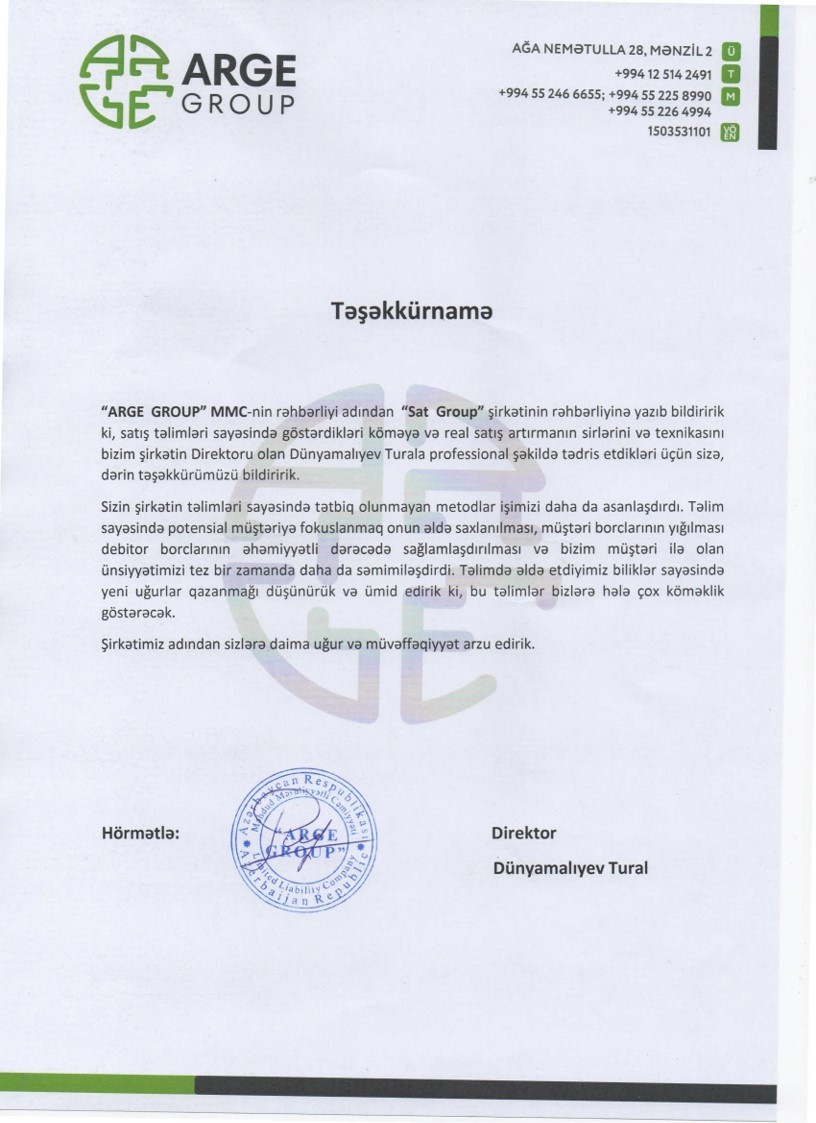 ARGE
GROUP
AĞA NEMƏTULLA 28, MƏNZİL 2 Ü
+994 12 514 2491 T
+994 55 246 6655; +994 55 225 8990 M
+994 55 226 4994
1503531101 VÖEN
Təşəkkürnamə
“ARGE GROUP” MMC-nin rəhbərliyi adından “Sat Group” şirkətinin rəhbərliyinə yazıb bildiririk
ki, satış təlimləri sayəsində göstərdikləri köməyə və real satış artırmanın sirlərini və texnikasını
bizim şirkətin Direktoru olan Dünyamalıyev Turala professional şəkildə tədris etdikləri üçün sizə,
dərin təşəkkürümüzü bildiririk.
Sizin şirkətin təlimləri sayəsində tətbiq olunmayan metodlar işimizi daha da asanlaşdırdı. Təlim
sayəsində potensial müştəriyə fokuslanmaq onun əldə saxlanılması, müştəri borclarının yığılması
debitor borclarının əhəmiyyətli dərəcədə sağlamlaşdırılması və bizim müştəri ilə olan
ünsiyyətimizi tez bir zamanda daha da səmimiləşdirdi. Təlimdə əldə etdiyimiz biliklər sayəsində
yeni uğurlar qazanmağı düşünürük və ümid edirik ki, bu təlimlər bizlərə hələ çox köməklik
göstərəcək.
Şirkətimiz adından sizlərə daima uğur və müvəffəqiyyət arzu edirik.
Hörmətlə:
Azərbaycan Respublikası
Məhdud Məsuliyyətli Cəmiyyəti
“ARGE
GROUP”
Limited Liability Company
Azerbaijan Republic
Direktor
Dünyamalıyev Tural